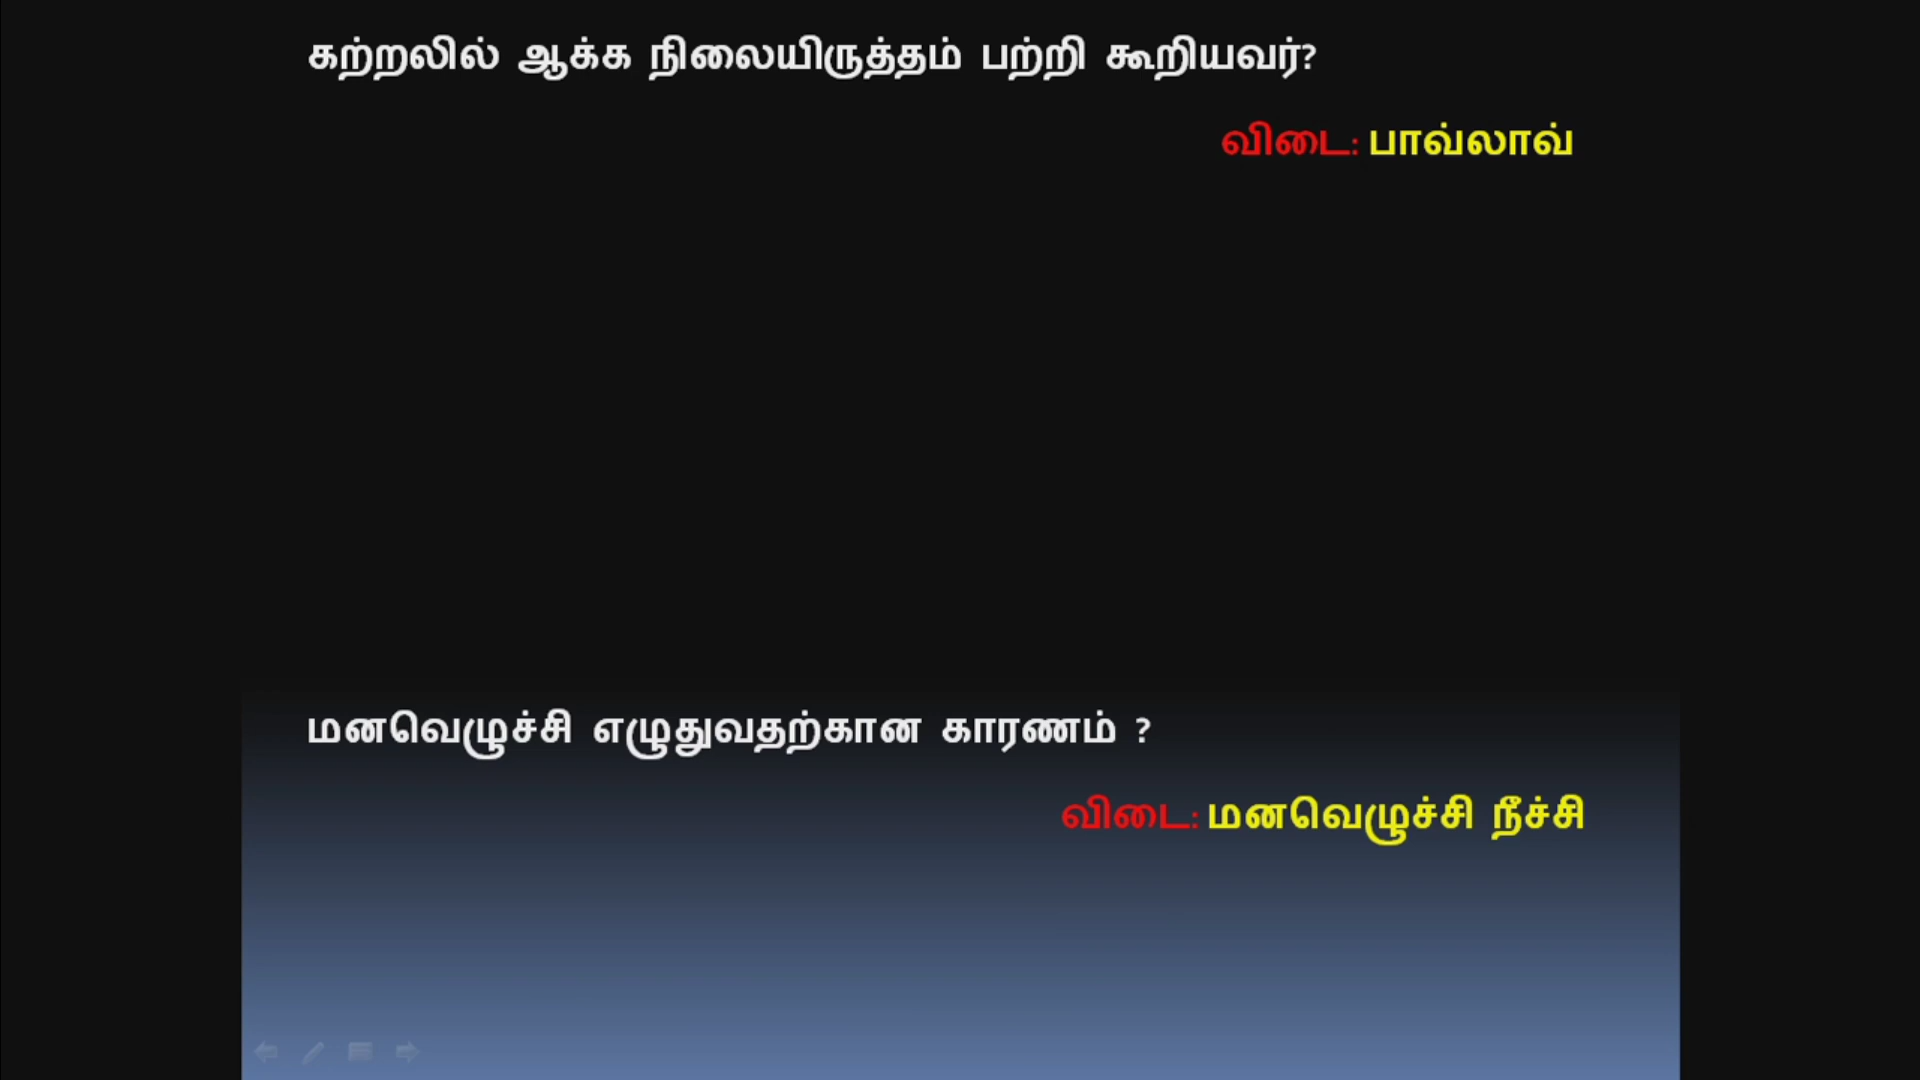 கற்றலில் ஆக்க நிலையிருத்தம் பற்றி கூறியவர்?
விடை: பாவ்லாவ்
மனவெழுச்சி எழுதுவதற்கான காரணம் ?
விடை: மனவெழுச்சி நீச்சி